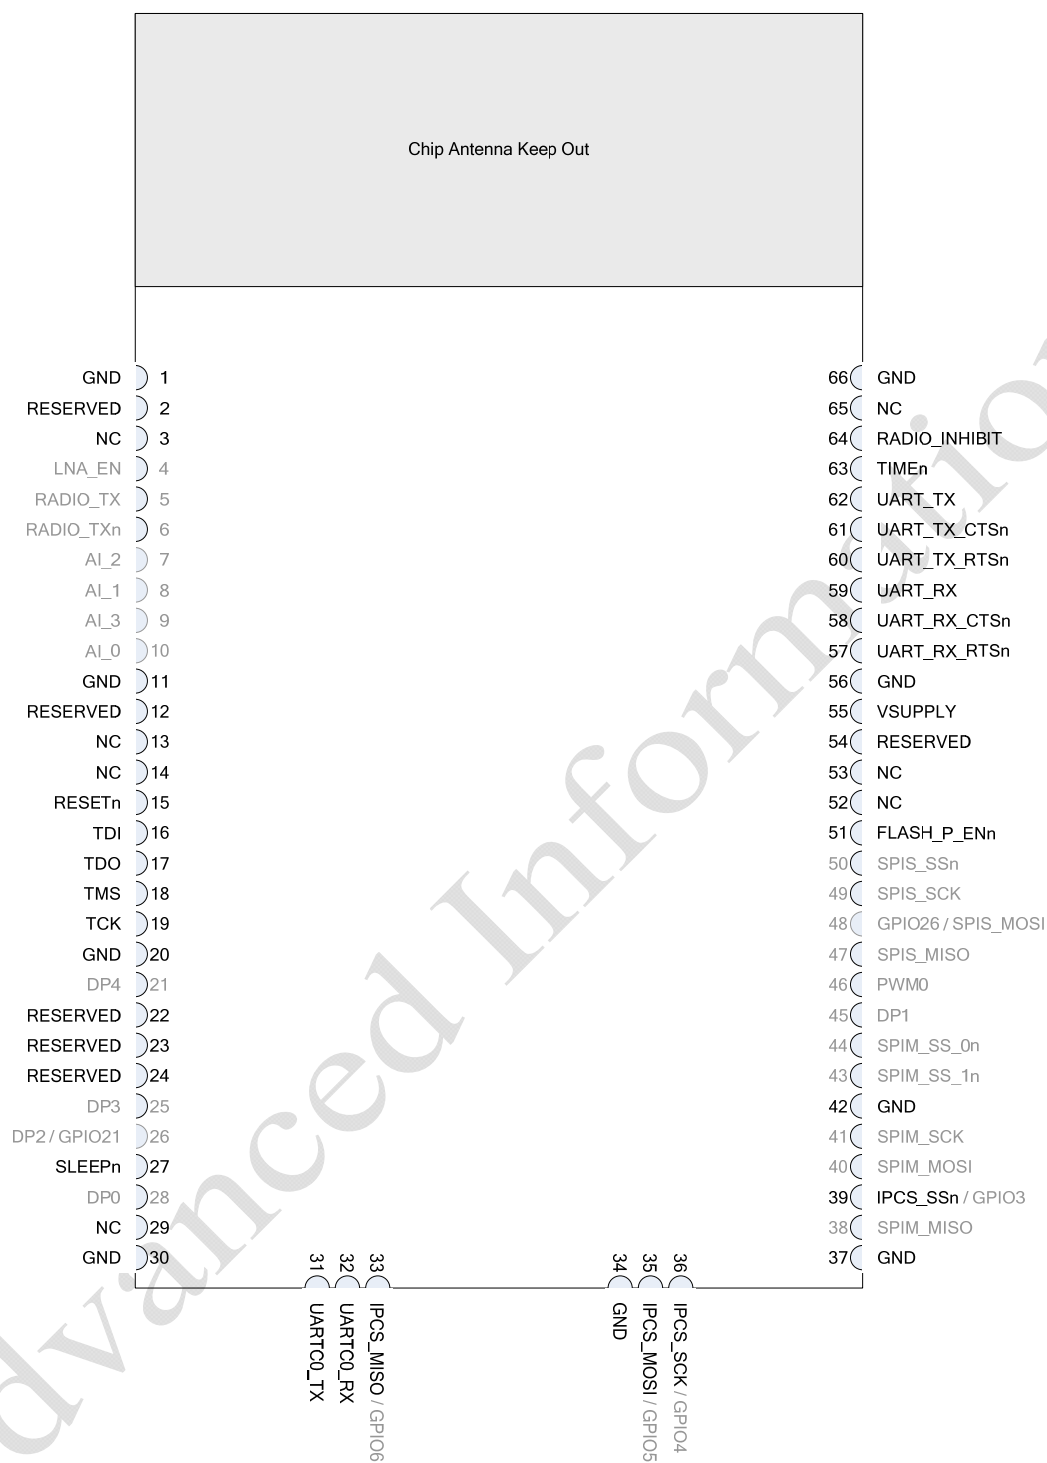 Chip Antenna Keep Out
GND 1
RESERVED 2
NC 3
LNA_EN 4
RADIO_TX 5
RADIO_TXn 6
AI_2 7
AI_1 8
AI_3 9
AI_0 10
GND 11
RESERVED 12
NC 13
NC 14
RESETn 15
TDI 16
TDO 17
TMS 18
TCK 19
GND 20
DP4 21
RESERVED 22
RESERVED 23
RESERVED 24
DP3 25
DP2 / GPIO21 26
SLEEPn 27
DP0 28
NC 29
GND 30
31 UARTC0_TX
32 UARTC0_RX
33 IPCS_MISO / GPIO6
34 GND
35 IPCS_MOSI / GPIO5
36 IPCS_SCK / GPIO4
66 GND
65 NC
64 RADIO_INHIBIT
63 TIMEn
62 UART_TX
61 UART_TX_CTSn
60 UART_TX_RTSn
59 UART_RX
58 UART_RX_CTSn
57 UART_RX_RTSn
56 GND
55 VSUPPLY
54 RESERVED
53 NC
52 NC
51 FLASH_P_ENn
50 SPIS_SSn
49 SPIS_SCK
48 GPIO26 / SPIS_MOSI
47 SPIS_MISO
46 PWM0
45 DP1
44 SPIM_SS_0n
43 SPIM_SS_1n
42 GND
41 SPIM_SCK
40 SPIM_MOSI
39 IPCS_SSn / GPIO3
38 SPIM_MISO
37 GND
dvanced Informatio